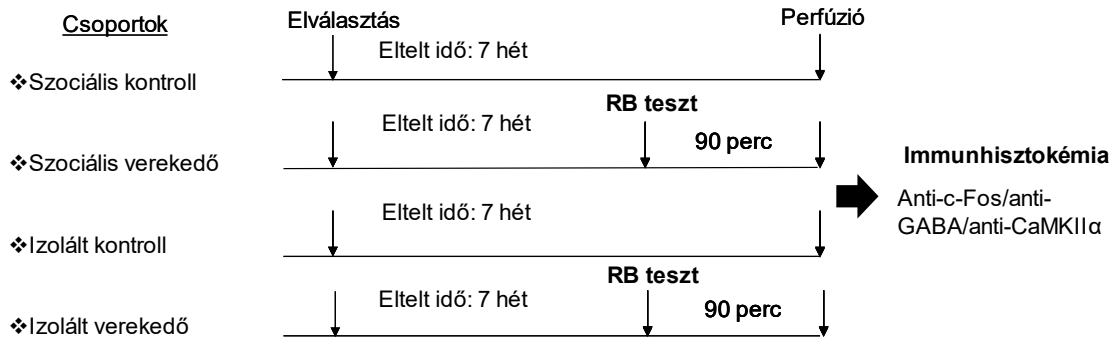 Csoportok
Elválasztás
Perfúzió
Eltelt idő: 7 hét
❖Szociális kontroll
RB teszt
Eltelt idő: 7 hét
90 perc
❖Szociális verekedő
Immunhisztokémia
Anti-c-Fos/anti-
GABA/anti-CaMKIIα
Eltelt idő: 7 hét
❖Izolált kontroll
RB teszt
Eltelt idő: 7 hét
90 perc
❖Izolált verekedő